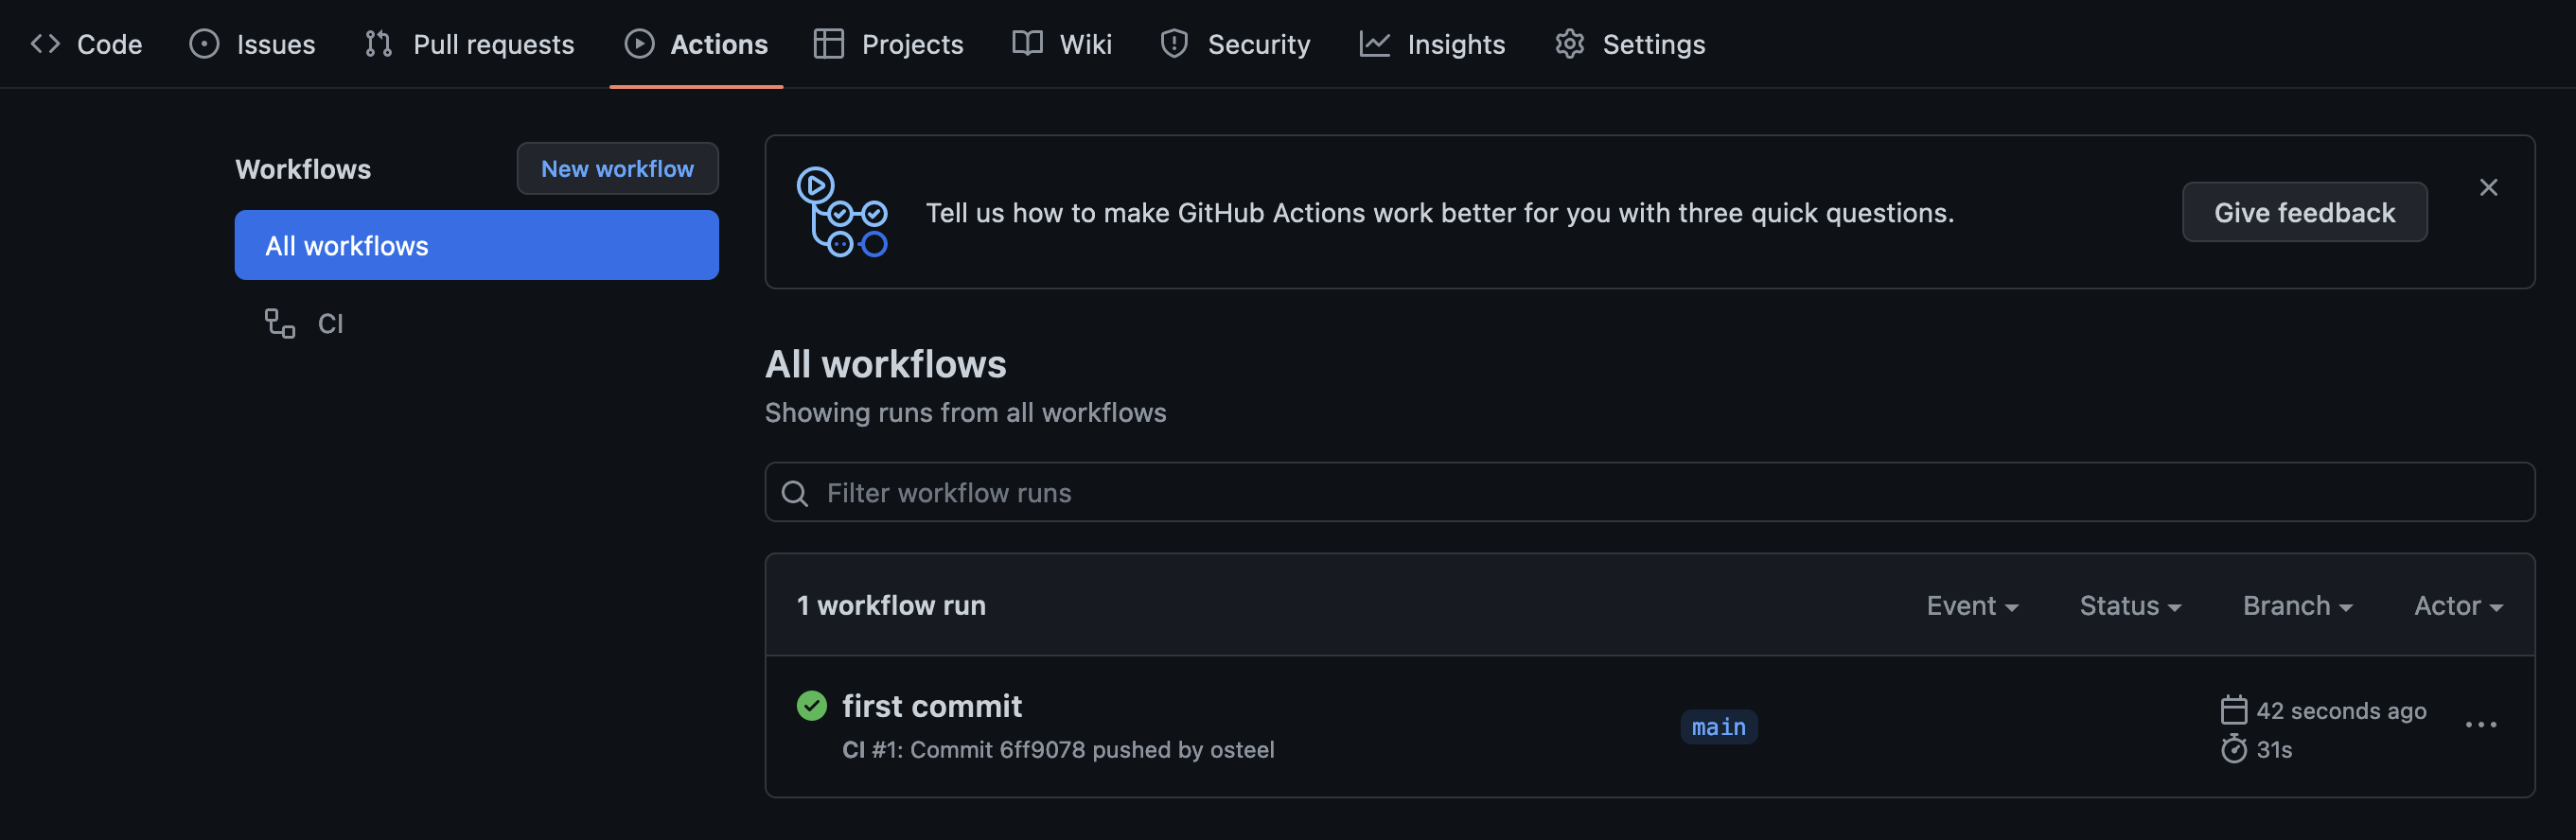 Code Issues Pull requests Actions Projects Wiki Security Insights Settings
Workflows New workflow
All workflows
CI
Tell us how to make GitHub Actions work better for you with three quick questions. Give feedback
All workflows
Showing runs from all workflows
Filter workflow runs
1 workflow run Event Status Branch Actor
first commit
CI #1: Commit 6ff9078 pushed by osteel
main
42 seconds ago
31s